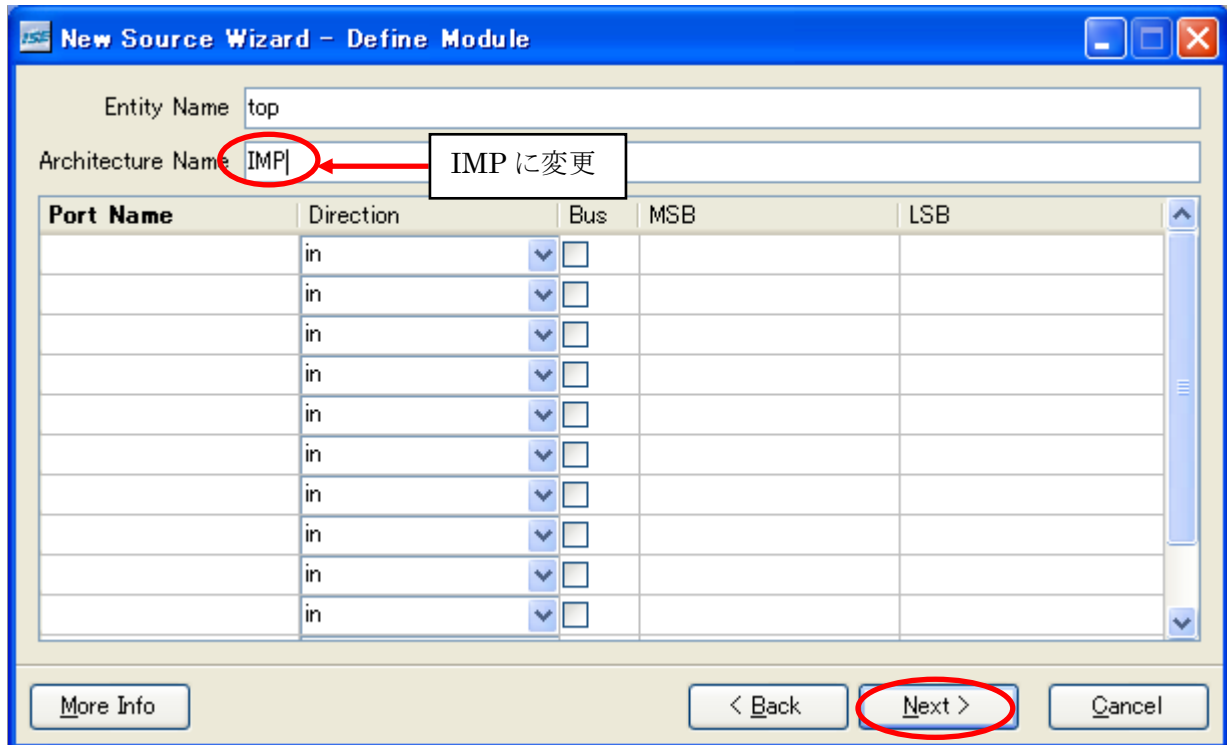 ISE New Source Wizard - Define Module
Entity Name top
Architecture Name IMP
IMP に変更
Port Name Direction Bus MSB LSB
in
in
in
in
in
in
in
in
in
in
More Info < Back Next > Cancel